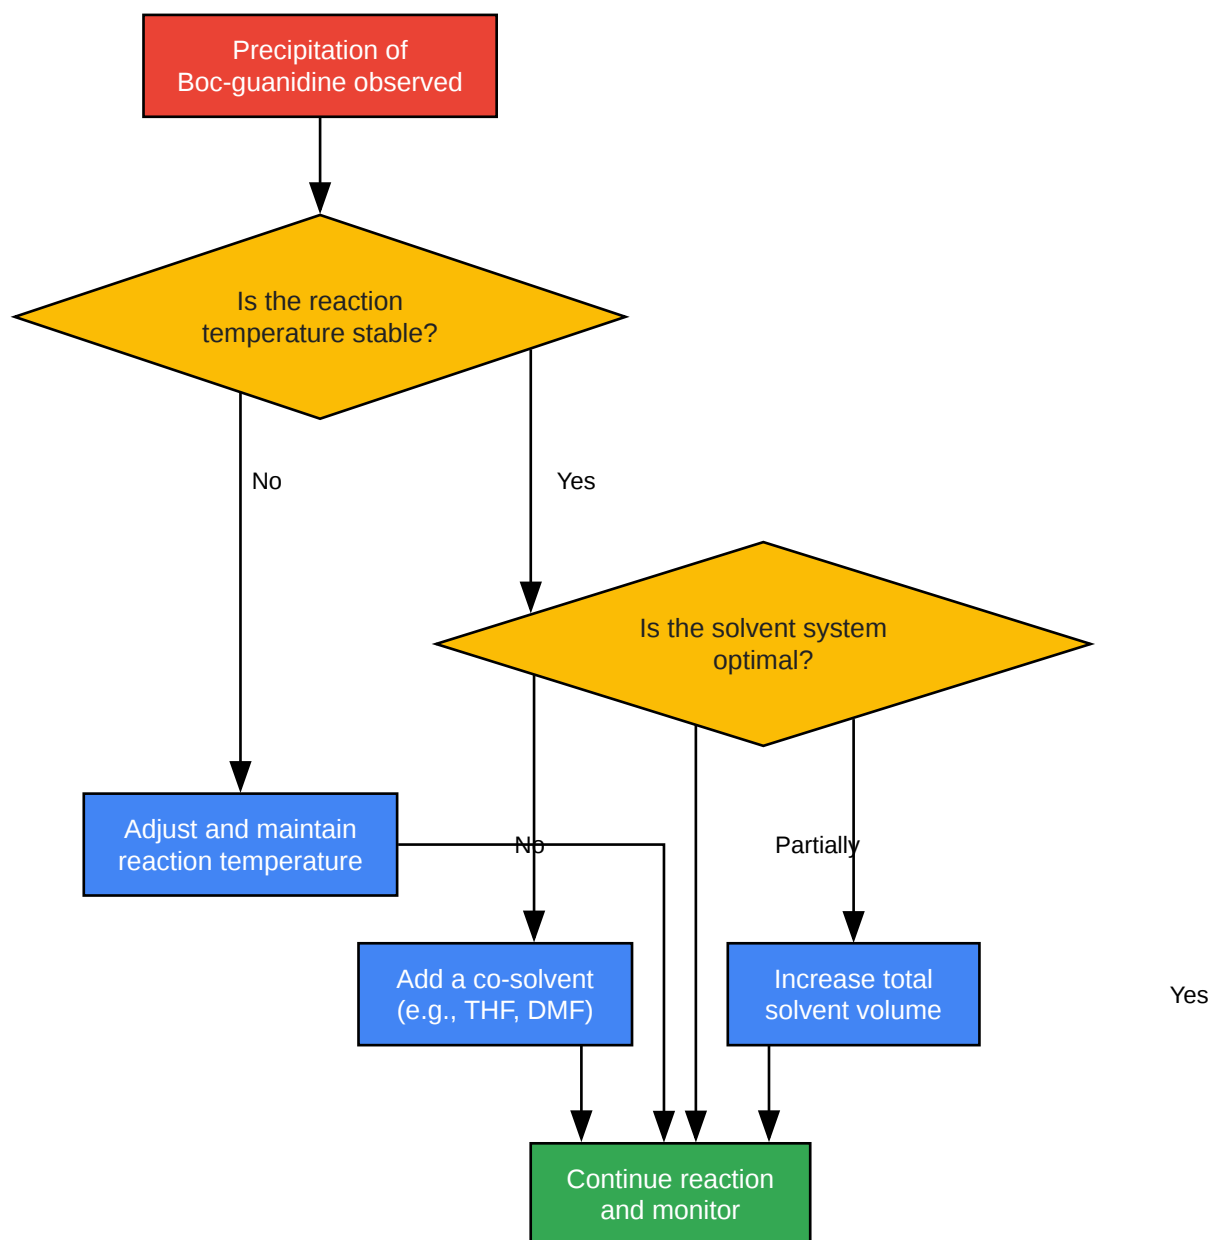 Precipitation of
Boc-guanidine observed
Is the reaction
temperature stable?
No
Yes
Is the solvent system
optimal?
Adjust and maintain
reaction temperature
No
Partially
Add a co-solvent
(e.g., THF, DMF)
Increase total
solvent volume
Yes
Continue reaction
and monitor